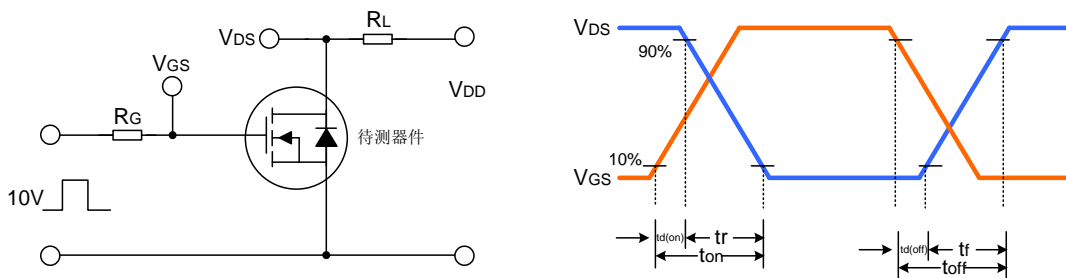 RL
VDS
VGS
VDD
RG
待测器件
10V
VDS
90%
10%
VGS
td(on) tr
ton
td(off) tf
toff